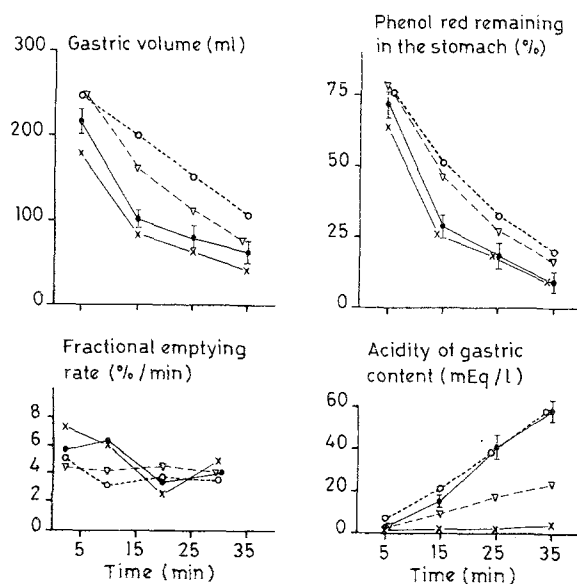 Gastric volume (ml)
300
200
100
0
Phenol red remaining
in the stomach (%)
75
50
25
0
Fractional emptying
rate (%/min)
8
6
4
2
0
5 15 25 35
Time (min)
Acidity of gastric
content (mEq/l)
60
40
20
0
5 15 25 35
Time (min)